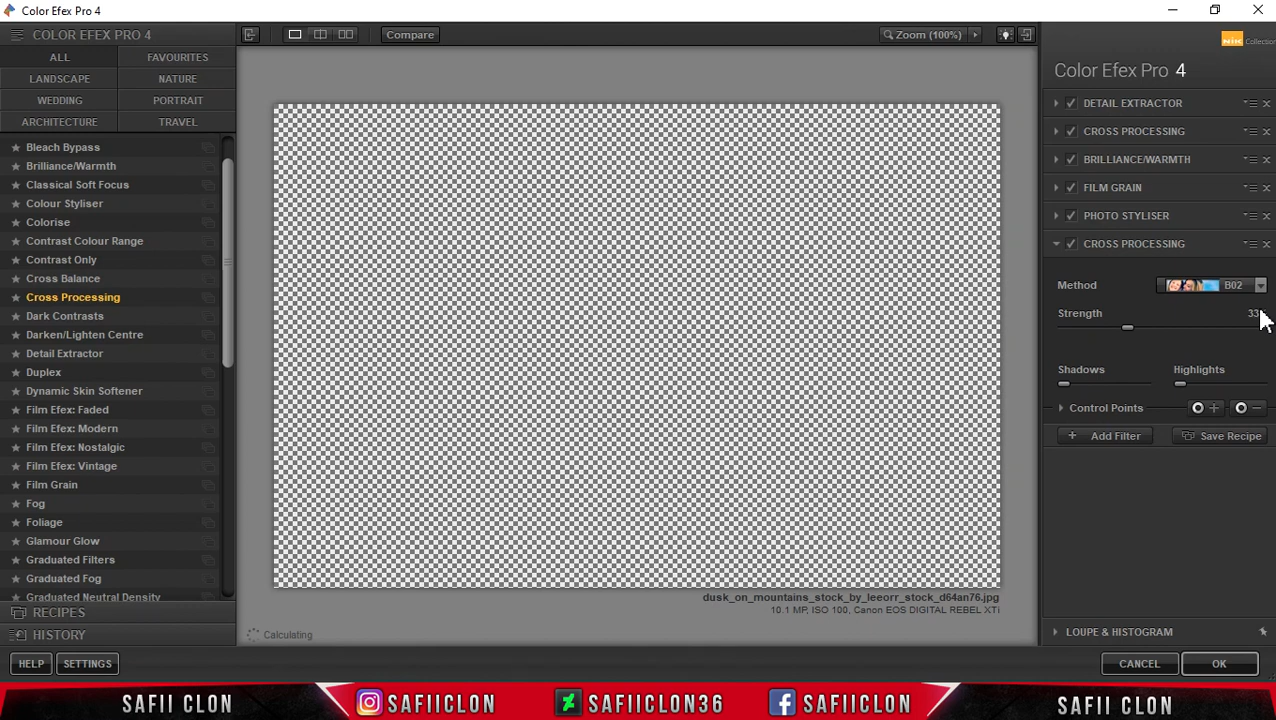 Color Efex Pro 4
COLOR EFEX PRO 4
ALL
FAVOURITES
LANDSCAPE
NATURE
WEDDING
PORTRAIT
ARCHITECTURE
TRAVEL
Bleach Bypass
Brilliance/Warmth
Classical Soft Focus
Colour Styliser
Colorise
Contrast Colour Range
Contrast Only
Cross Balance
Cross Processing
Dark Contrasts
Darken/Lighten Centre
Detail Extractor
Duplex
Dynamic Skin Softener
Film Efex: Faded
Film Efex: Modern
Film Efex: Nostalgic
Film Efex: Vintage
Film Grain
Fog
Foliage
Glamour Glow
Graduated Filters
Graduated Fog
Graduated Neutral Density
RECIPES
HISTORY
HELP
SETTINGS
Compare
Zoom (100%)
dusk_on_mountains_stock_by_leeorr_stock_d64an76.jpg
10.1 MP, ISO 100, Canon EOS DIGITAL REBEL XTi
Calculating
Nik Collection
Color Efex Pro 4
DETAIL EXTRACTOR
CROSS PROCESSING
BRILLIANCE/WARMTH
FILM GRAIN
PHOTO STYLISER
CROSS PROCESSING
Method
B02
Strength
33
Shadows
Highlights
Control Points
Add Filter
Save Recipe
LOUPE & HISTOGRAM
CANCEL
OK
SAFII CLON
SAFIICLON
SAFIICLON36
SAFIICLON
SAFII CLON